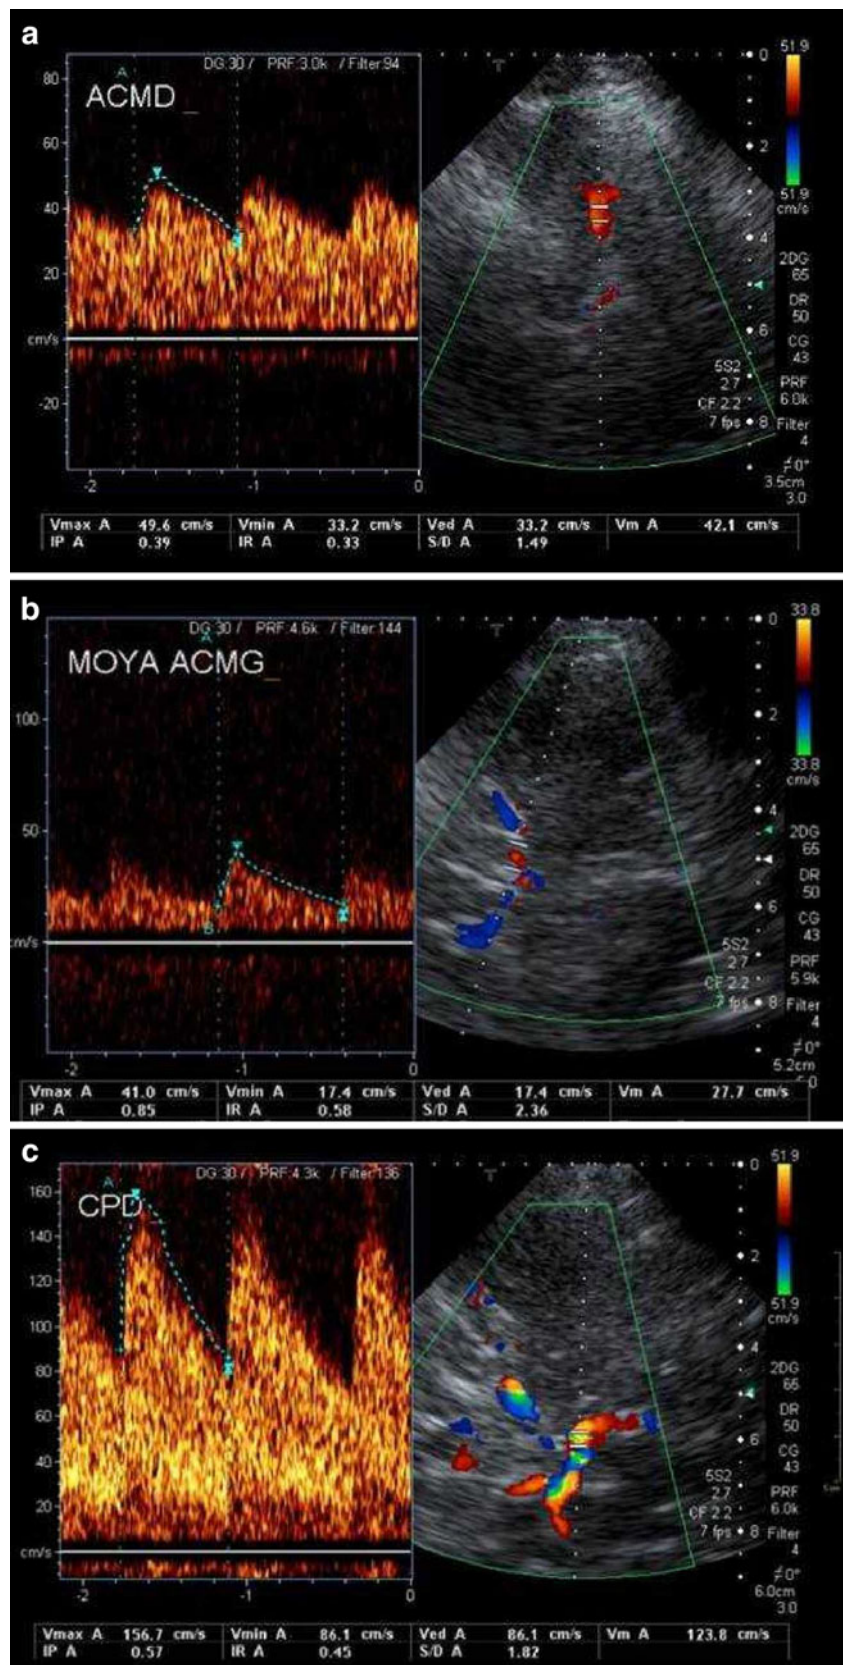 a
DG:30 / PRF:3.0k / Filter:94
A
ACMD _
80
60
40
20
cm/s
-20
-2 -1 0
0
2
4
6
8
51.9
51.9
cm/s
2DG
65
DR
50
CG
43
PRF
6.0k
Filter
4
0°
3.5cm
3.0
5S2
2.7
CF 2.2
7 fps
Vmax A 49.6 cm/s Vmin A 33.2 cm/s Ved A 33.2 cm/s Vm A 42.1 cm/s
IP A 0.39 IR A 0.33 S/D A 1.49
b
DG:30 / PRF:4.6k / Filter:144
A
MOYA ACMG_
100
50
cm/s
B
-2 -1 0
0
2
4
6
8
33.8
33.8
cm/s
2DG
65
DR
50
CG
43
PRF
5.9k
Filter
4
0°
5.2cm
5S2
2.7
CF 2.2
7 fps
Vmax A 41.0 cm/s Vmin A 17.4 cm/s Ved A 17.4 cm/s Vm A 27.7 cm/s
IP A 0.85 IR A 0.58 S/D A 2.36
c
DG:30 / PRF:4.3k / Filter:136
A
CPD
160
140
120
100
80
60
40
20
cm/s
-2 -1 0
0
2
4
6
8
51.9
51.9
cm/s
2DG
65
DR
50
CG
43
PRF
6.0k
Filter
4
0°
6.0cm
3.0
5S2
2.7
CF 2.2
7 fps
Vmax A 156.7 cm/s Vmin A 86.1 cm/s Ved A 86.1 cm/s Vm A 123.8 cm/s
IP A 0.57 IR A 0.45 S/D A 1.82